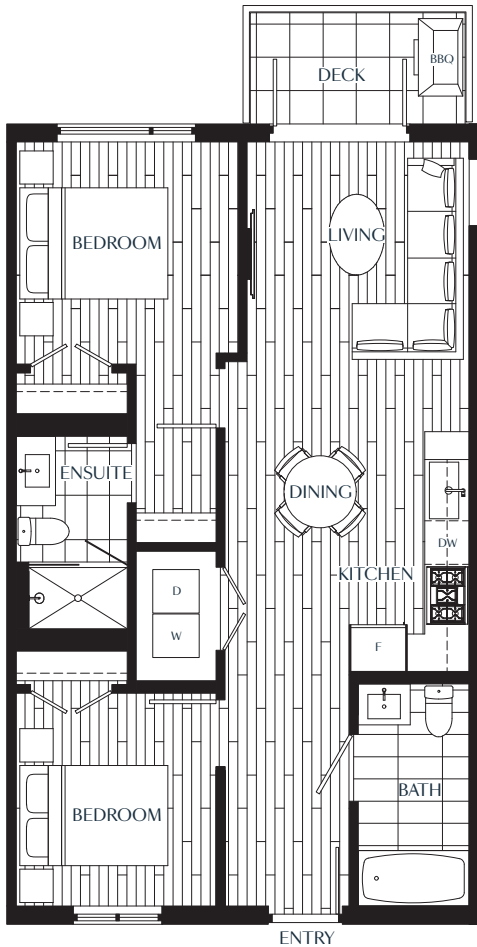 BBQ
DECK
BEDROOM
LIVING
ENSUITE
DINING
DW
KITCHEN
D
W
F
BATH
BEDROOM
ENTRY